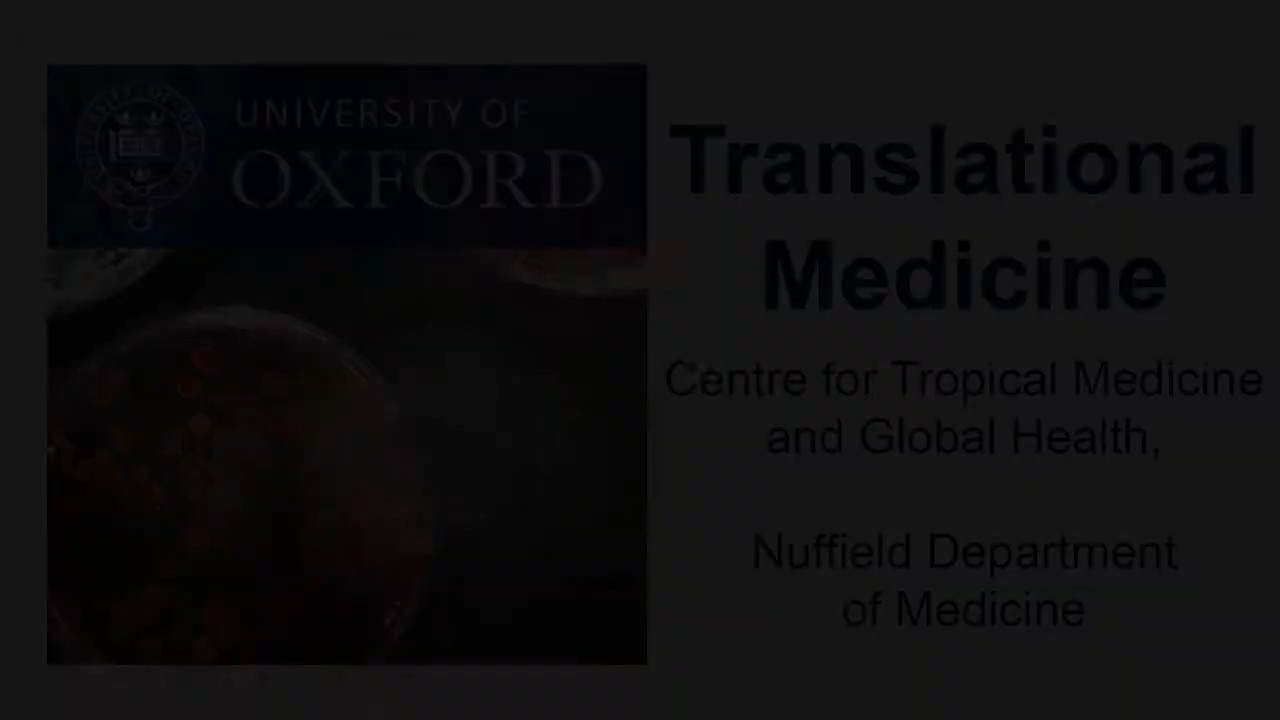 UNIVERSITY OF
OXFORD
Translational
Medicine
Centre for Tropical Medicine
and Global Health,
Nuffield Department
of Medicine